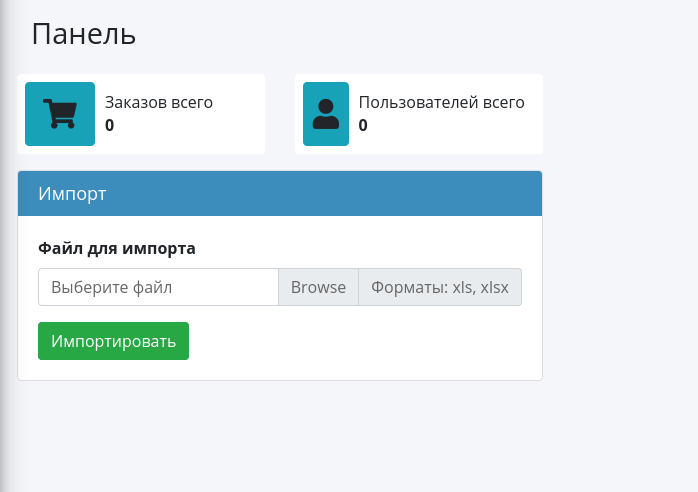 Панель
Заказов всего
0
Пользователей всего
0
Импорт
Файл для импорта
Выберите файл Browse Форматы: xls, xlsx
Импортировать